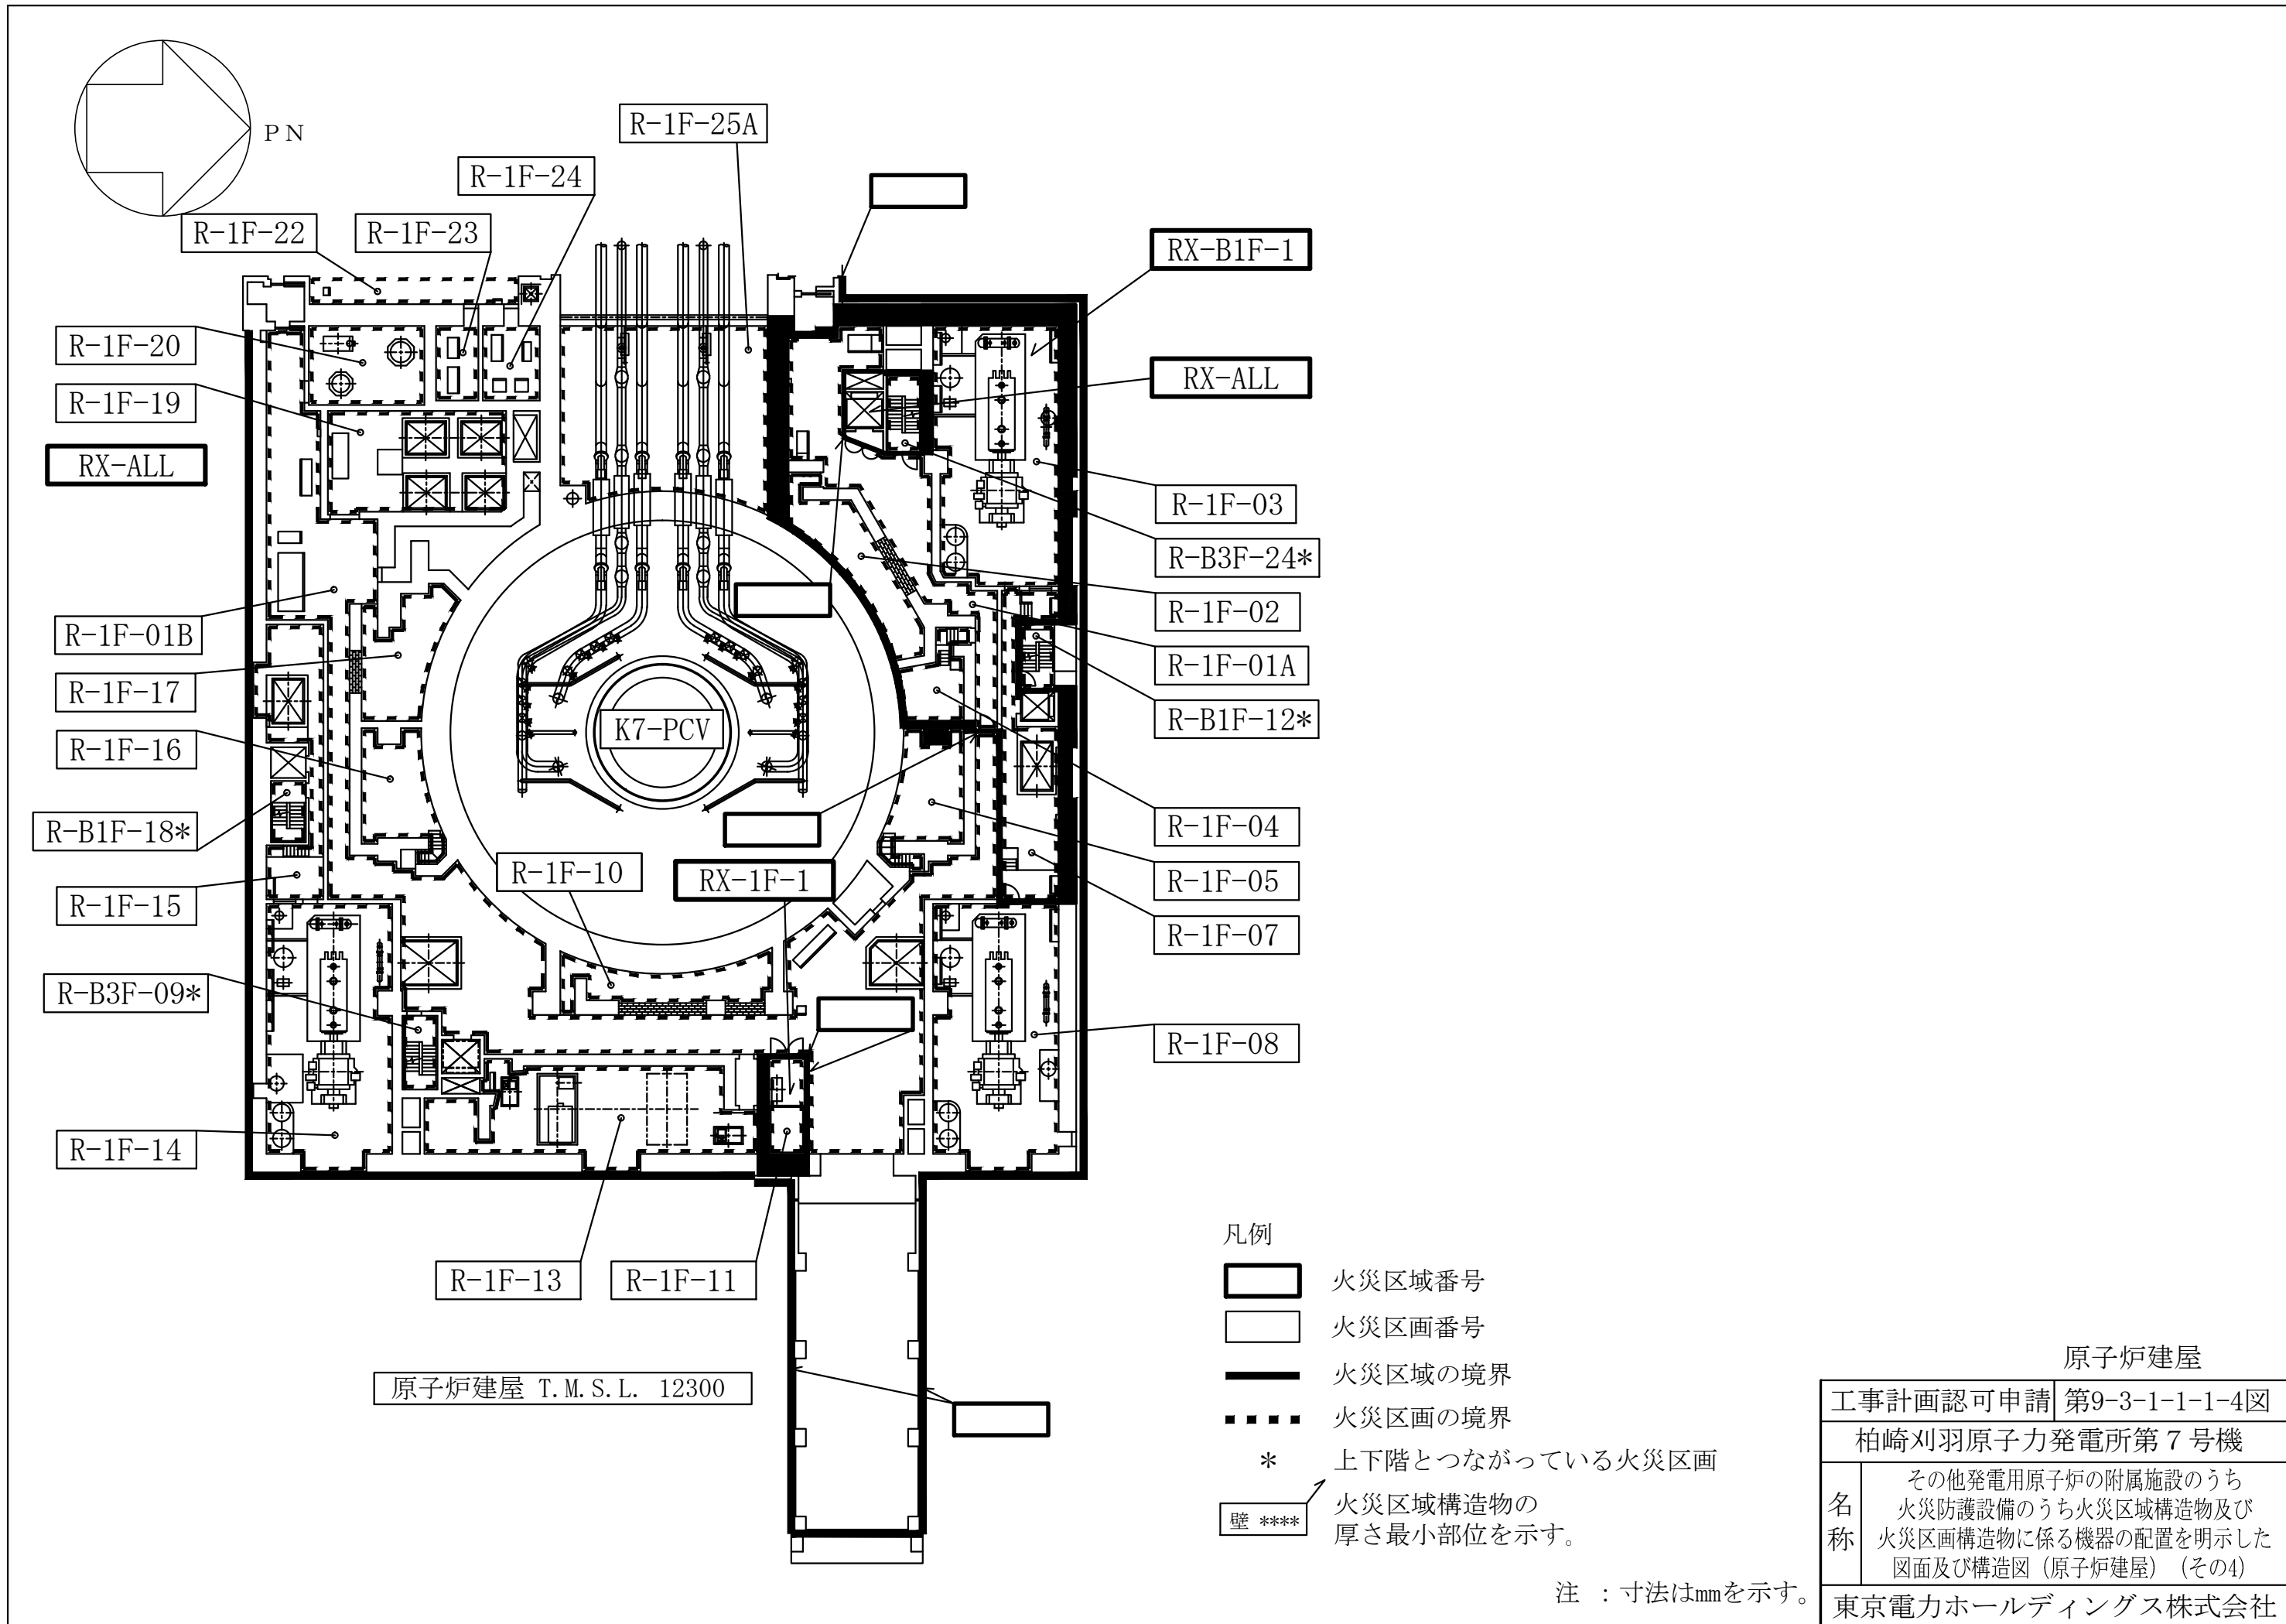 PN
R-1F-25A
R-1F-24
R-1F-22
R-1F-23
RX-B1F-1
R-1F-20
RX-ALL
R-1F-19
RX-ALL
R-1F-03
R-B3F-24*
R-1F-02
R-1F-01B
R-1F-01A
R-1F-17
R-B1F-12*
K7-PCV
R-1F-16
R-B1F-18*
R-1F-04
R-1F-10
RX-1F-1
R-1F-05
R-1F-15
R-1F-07
R-B3F-09*
R-1F-08
R-1F-14
R-1F-13
R-1F-11
原子炉建屋 T.M.S.L. 12300
凡例
火災区域番号
火災区画番号
火災区域の境界
火災区画の境界
* 上下階とつながっている火災区画
壁 ****
火災区域構造物の
厚さ最小部位を示す。
注 :寸法はmmを示す。
原子炉建屋
工事計画認可申請 第9-3-1-1-1-4図
柏崎刈羽原子力発電所第7号機
名称
その他発電用原子炉の附属施設のうち
火災防護設備のうち火災区域構造物及び
火災区画構造物に係る機器の配置を明示した
図面及び構造図(原子炉建屋)(その4)
東京電力ホールディングス株式会社